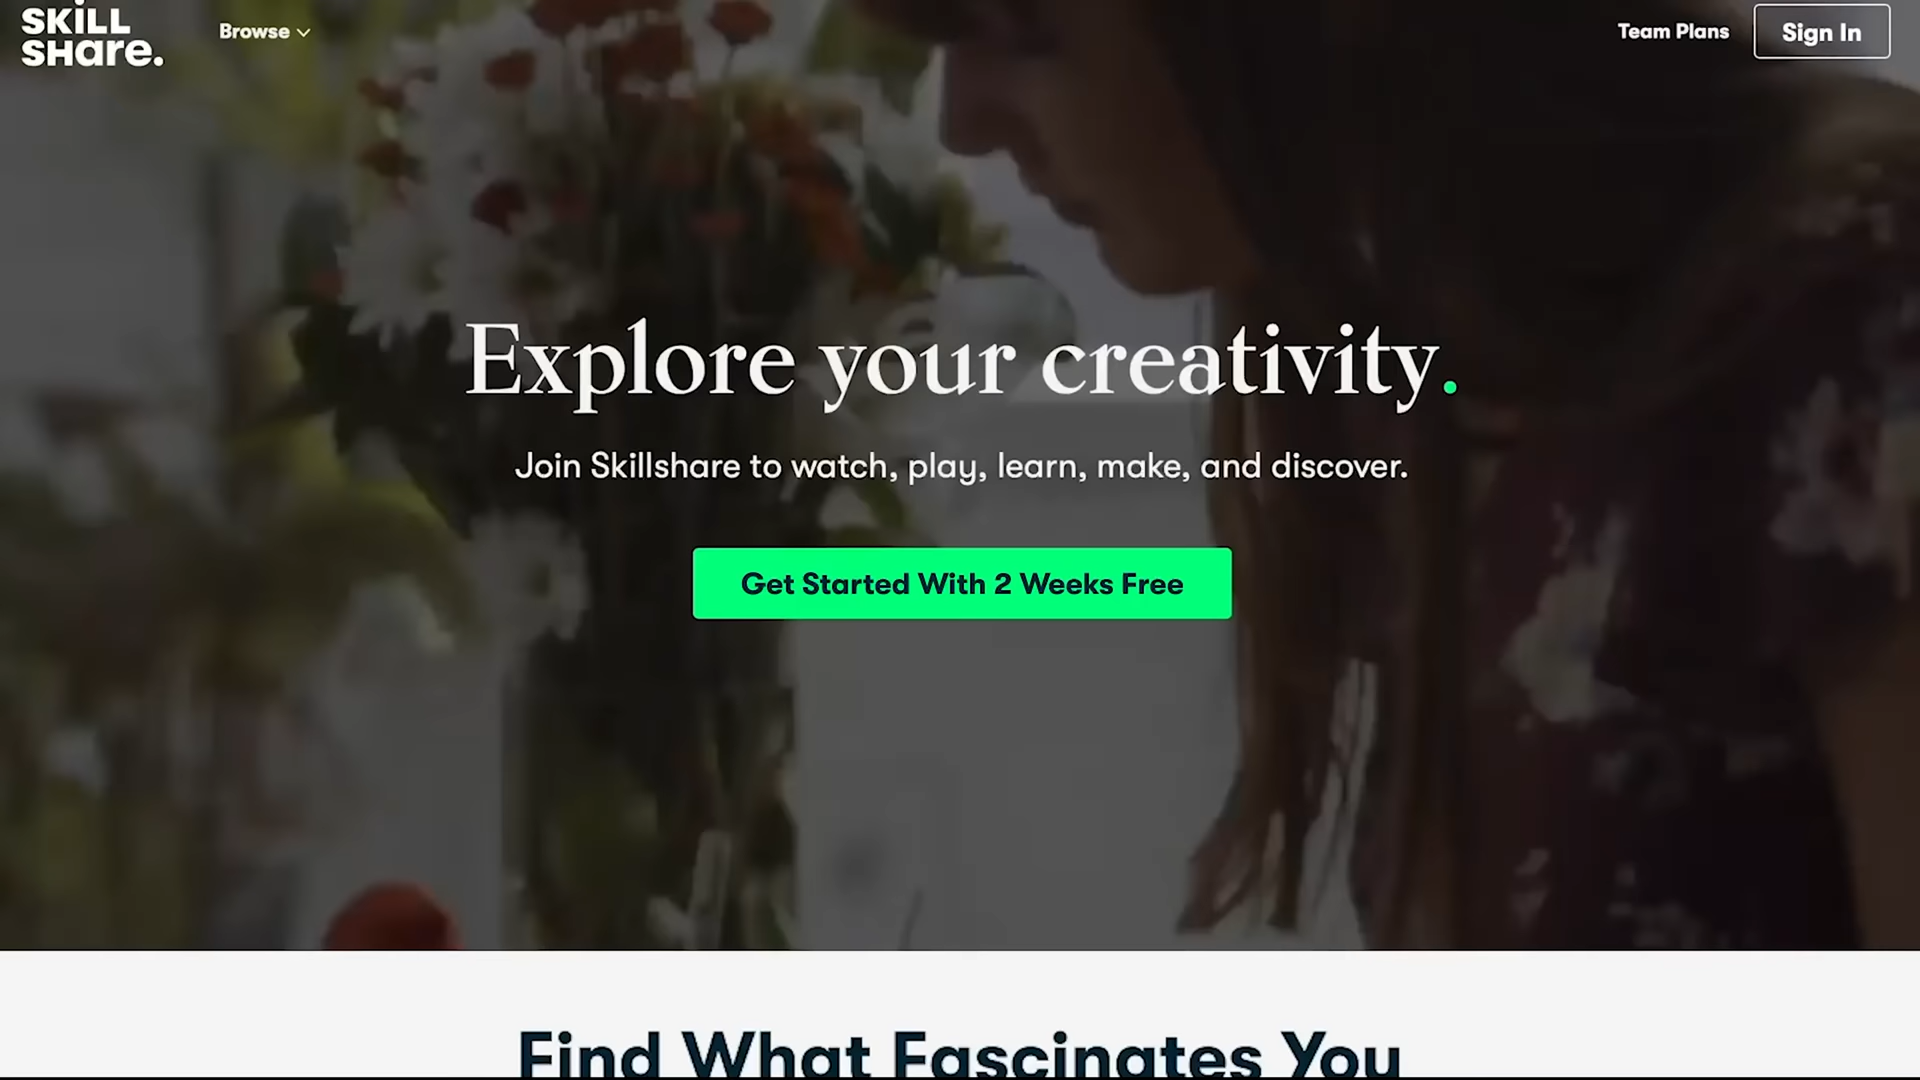 SKiLL
SHare.
Browse
Team Plans
Sign In
Explore your creativity.
Join Skillshare to watch, play, learn, make, and discover.
Get Started With 2 Weeks Free
Find What Fascinates You